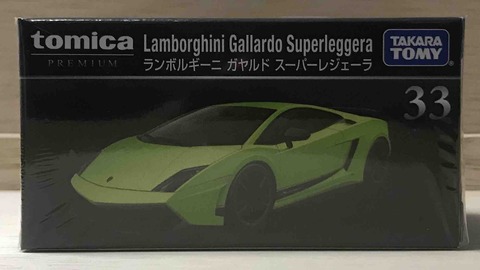 tomica
PREMIUM
Lamborghini Gallardo Superleggera
ランボルギーニ ガヤルド スーパーレジェーラ
TAKARA
TOMY
33